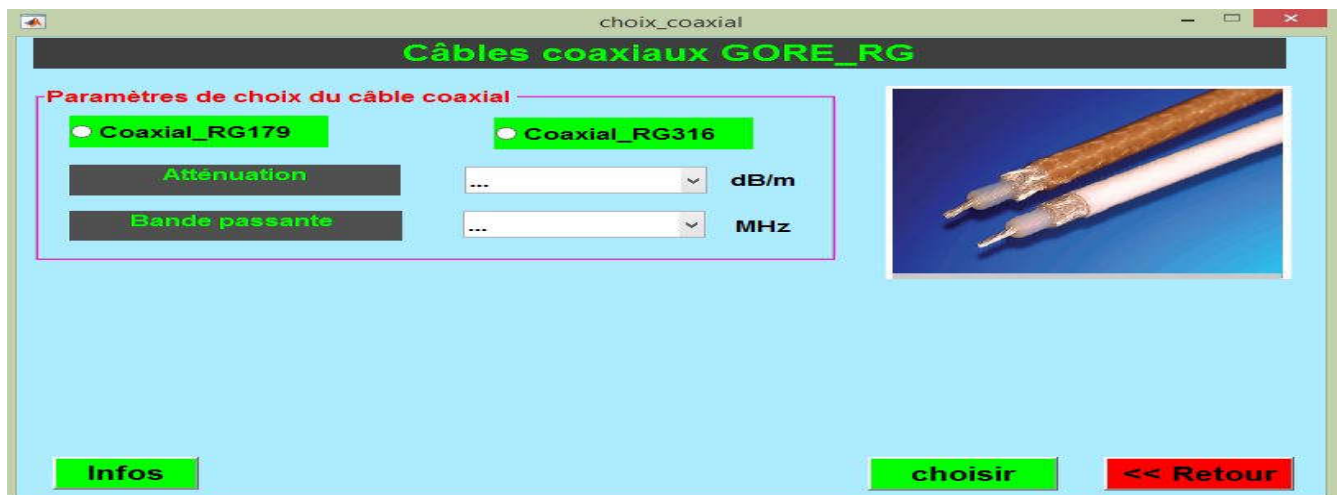 choix_coaxial
Câbles coaxiaux GORE_RG
Paramètres de choix du câble coaxial
Coaxial_RG179
Coaxial_RG316
Atténuation
... dB/m
Bande passante
... MHz
Infos
choisir
<< Retour